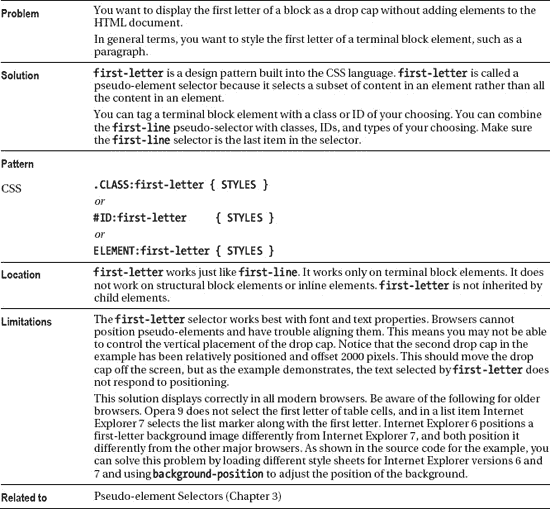 Problem
You want to display the first letter of a block as a drop cap without adding elements to the
HTML document.
In general terms, you want to style the first letter of a terminal block element, such as a
paragraph.
Solution
first-letter is a design pattern built into the CSS language. first-letter is called a
pseudo-element selector because it selects a subset of content in an element rather than all
the content in an element.
You can tag a terminal block element with a class or ID of your choosing. You can combine
the first-line pseudo-selector with classes, IDs, and types of your choosing. Make sure
the first-line selector is the last item in the selector.
Pattern
CSS
.CLASS:first-letter { STYLES }
or
#ID:first-letter { STYLES }
or
ELEMENT:first-letter { STYLES }
Location
first-letter works just like first-line. It works only on terminal block elements. It does
not work on structural block elements or inline elements. first-letter is not inherited by
child elements.
Limitations
The first-letter selector works best with font and text properties. Browsers cannot
position pseudo-elements and have trouble aligning them. This means you may not be able
to control the vertical placement of the drop cap. Notice that the second drop cap in the
example has been relatively positioned and offset 2000 pixels. This should move the drop
cap off the screen, but as the example demonstrates, the text selected by first-letter does
not respond to positioning.
This solution displays correctly in all modern browsers. Be aware of the following for older
browsers. Opera 9 does not select the first letter of table cells, and in a list item Internet
Explorer 7 selects the list marker along with the first letter. Internet Explorer 6 positions a
first-letter background image differently from Internet Explorer 7, and both position it
differently from the other major browsers. As shown in the source code for the example, you
can solve this problem by loading different style sheets for Internet Explorer versions 6 and
7 and using background-position to adjust the position of the background.
Related to
Pseudo-element Selectors (Chapter 3)